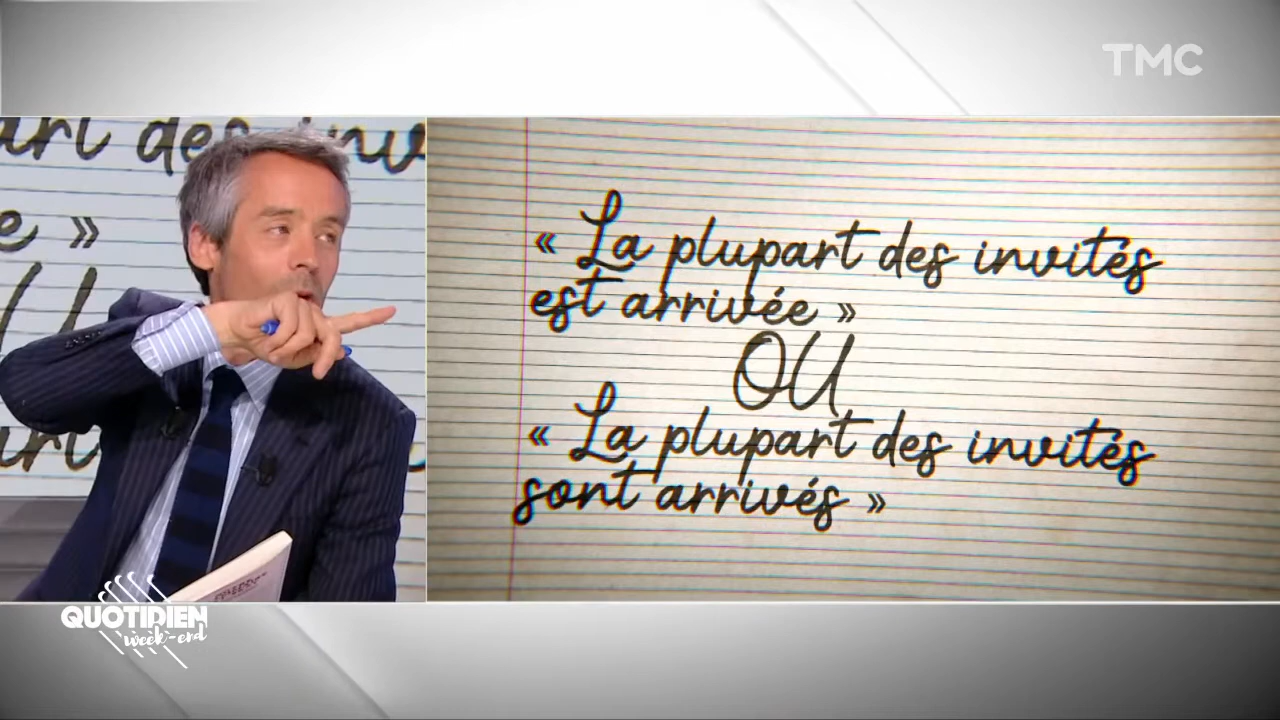 TMC
« La plupart des invités
est arrivée »
OU
« La plupart des invités
sont arrivés »
QUOTIDIEN
week-end